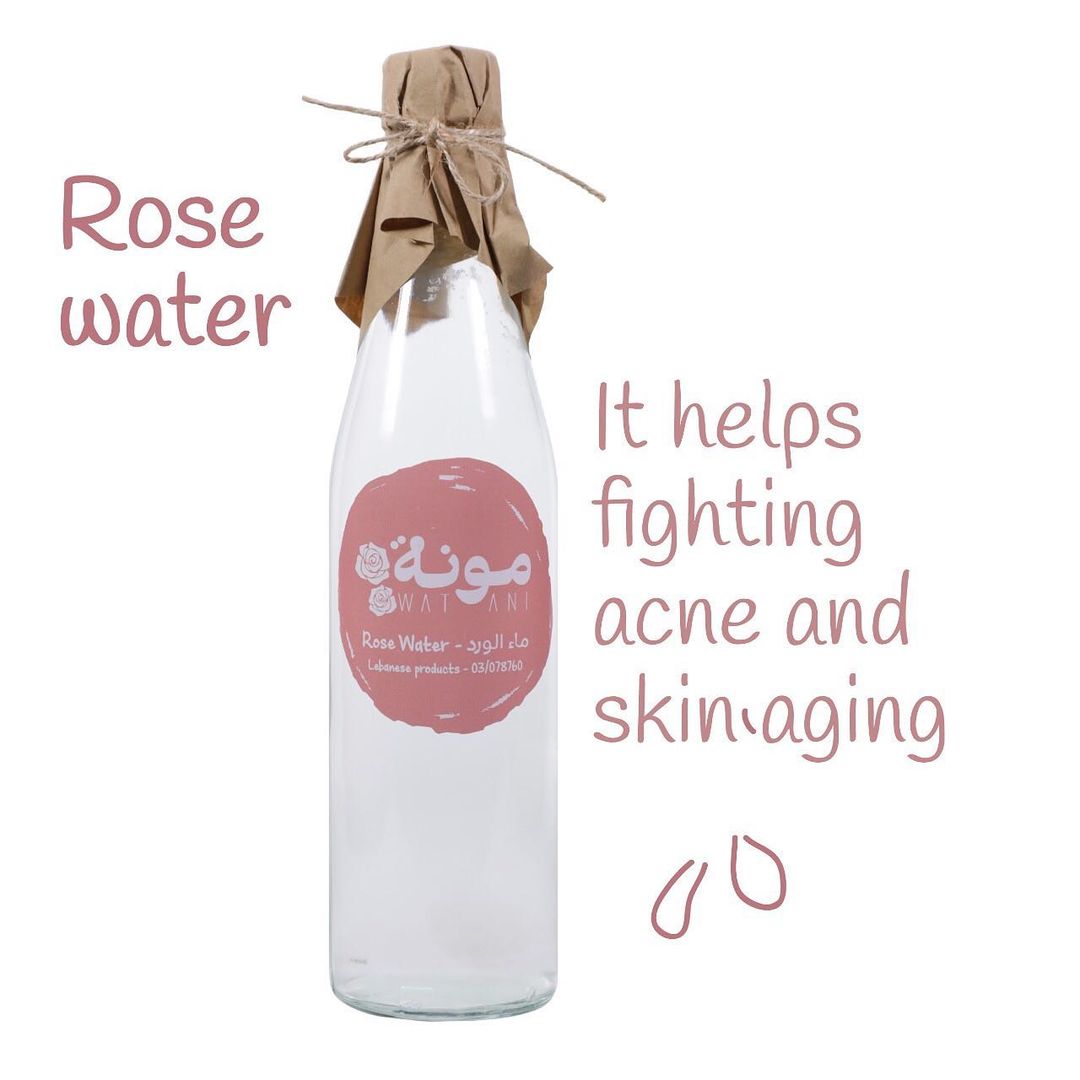 Rose
water
It helps
fighting
acne and
skin aging
مونة
WAT ANI
Rose Water - ماء الورد
Lebanese products - 03/078760